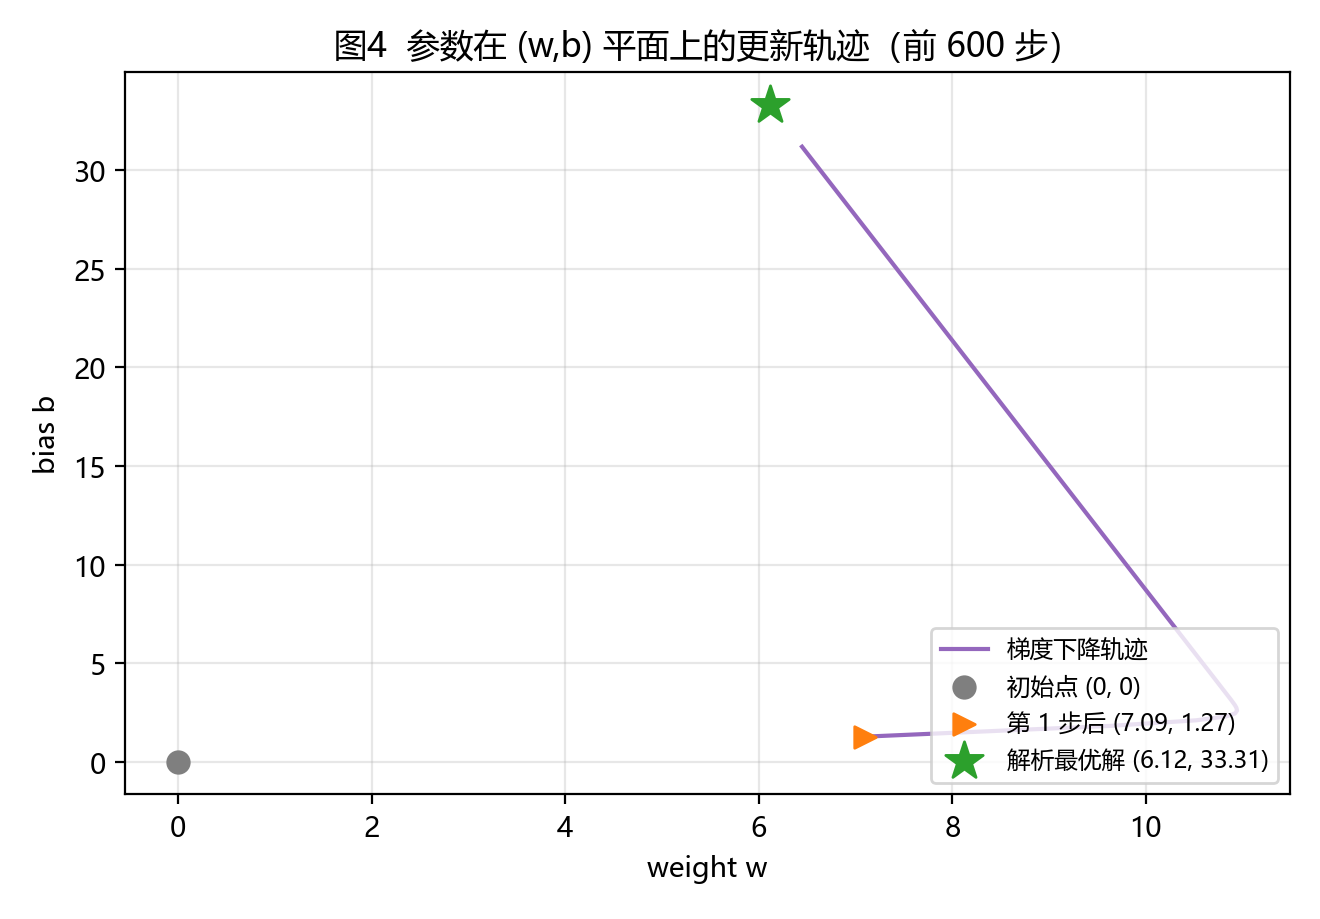 图4  参数在 (w,b) 平面上的更新轨迹（前 600 步）
30
25
20
15
10
5
0
bias b
梯度下降轨迹
初始点 (0, 0)
第 1 步后 (7.09, 1.27)
解析最优解 (6.12, 33.31)
0 2 4 6 8 10
weight w